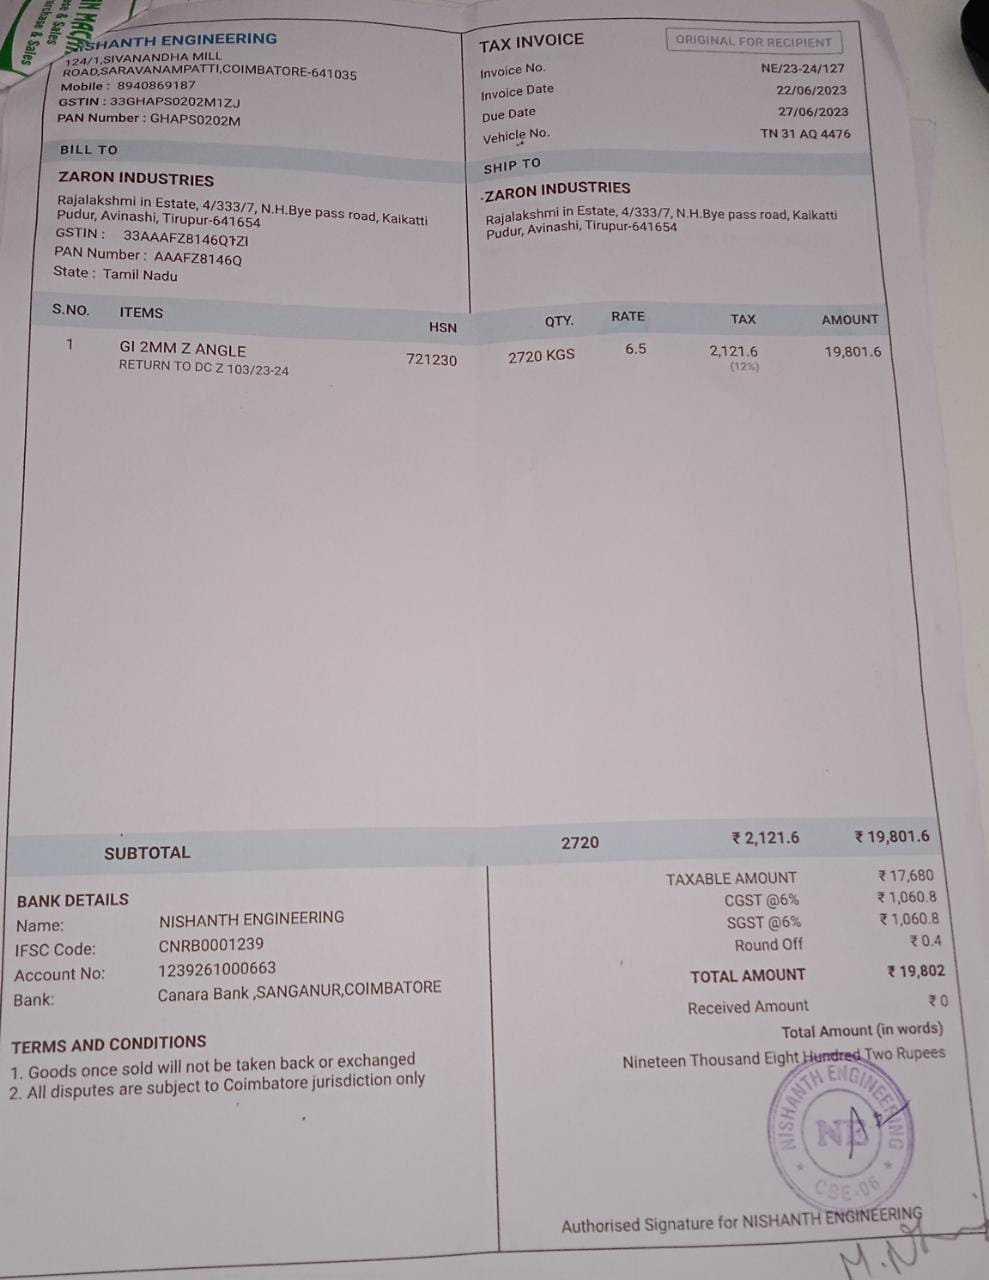 N MAC
se & Sales
urchase & Sales
SHANTH ENGINEERING
124/1,SIVANANDHA MILL
ROAD,SARAVANAMPATTI,COIMBATORE-641035
Mobile : 8940869187
GSTIN : 33GHAPS0202M1ZJ
PAN Number : GHAPS0202M
TAX INVOICE
ORIGINAL FOR RECIPIENT
Invoice No. NE/23-24/127
Invoice Date 22/06/2023
Due Date 27/06/2023
Vehicle No. TN 31 AQ 4476
BILL TO
ZARON INDUSTRIES
Rajalakshmi in Estate, 4/333/7, N.H.Bye pass road, Kaikatti
Pudur, Avinashi, Tirupur-641654
GSTIN : 33AAAFZ8146Q1ZI
PAN Number : AAAFZ8146Q
State : Tamil Nadu
SHIP TO
ZARON INDUSTRIES
Rajalakshmi in Estate, 4/333/7, N.H.Bye pass road, Kaikatti
Pudur, Avinashi, Tirupur-641654
S.NO. ITEMS HSN QTY. RATE TAX AMOUNT
1 GI 2MM Z ANGLE 721230 2720 KGS 6.5 2,121.6 19,801.6
RETURN TO DC Z 103/23-24 (12%)
SUBTOTAL 2720 ₹ 2,121.6 ₹ 19,801.6
BANK DETAILS
Name: NISHANTH ENGINEERING
IFSC Code: CNRB0001239
Account No: 1239261000663
Bank: Canara Bank ,SANGANUR,COIMBATORE
TERMS AND CONDITIONS
1. Goods once sold will not be taken back or exchanged
2. All disputes are subject to Coimbatore jurisdiction only
TAXABLE AMOUNT ₹ 17,680
CGST @6% ₹ 1,060.8
SGST @6% ₹ 1,060.8
Round Off ₹ 0.4
TOTAL AMOUNT ₹ 19,802
Received Amount ₹ 0
Total Amount (in words)
Nineteen Thousand Eight Hundred Two Rupees
NISHANTH ENGINEERING
NE
CBE-06
Authorised Signature for NISHANTH ENGINEERING